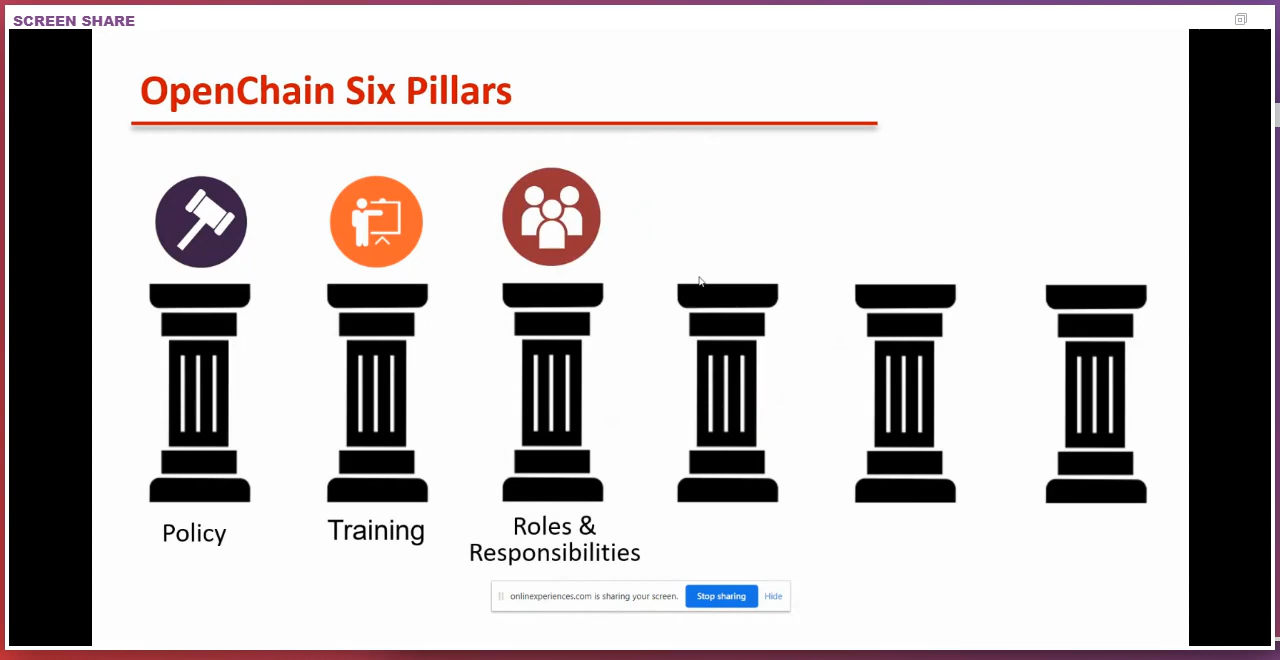 SCREEN SHARE
OpenChain Six Pillars
Policy
Training
Roles &
Responsibilities
onlinexperiences.com is sharing your screen.
Stop sharing
Hide